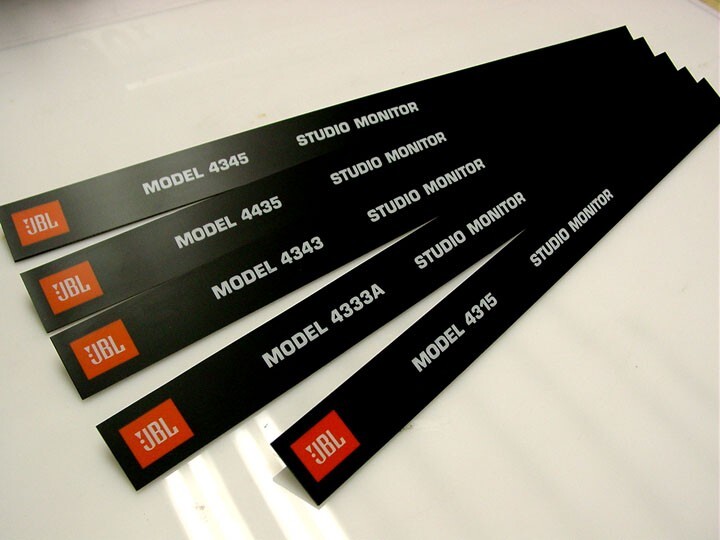 JBL MODEL 4345 STUDIO MONITOR
JBL MODEL 4435 STUDIO MONITOR
JBL MODEL 4343 STUDIO MONITOR
JBL MODEL 4333A STUDIO MONITOR
JBL MODEL 4315 STUDIO MONITOR